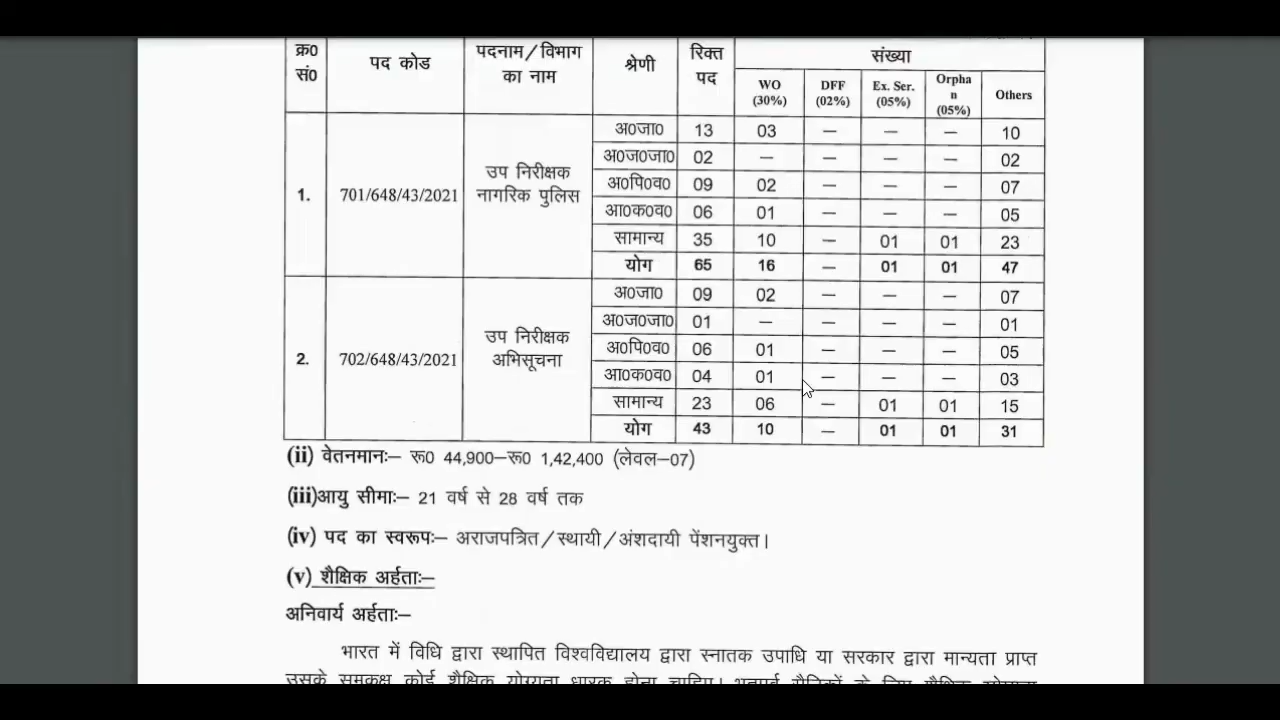 क्र0 सं0 पद कोड पदनाम/विभाग का नाम श्रेणी रिक्त पद संख्या
WO (30%) DFF (02%) Ex. Ser. (05%) Orphan (05%) Others
1. 701/648/43/2021 उप निरीक्षक नागरिक पुलिस
अ0जा0 13 03 — — — 10
अ0ज0जा0 02 — — — — 02
अ0पि0व0 09 02 — — — 07
आ0क0व0 06 01 — — — 05
सामान्य 35 10 — 01 01 23
योग 65 16 — 01 01 47
2. 702/648/43/2021 उप निरीक्षक अभिसूचना
अ0जा0 09 02 — — — 07
अ0ज0जा0 01 — — — — 01
अ0पि0व0 06 01 — — — 05
आ0क0व0 04 01 — — — 03
सामान्य 23 06 — 01 01 15
योग 43 10 — 01 01 31
(ii) वेतनमानः– रू0 44,900–रू0 1,42,400 (लेवल–07)
(iii)आयु सीमाः– 21 वर्ष से 28 वर्ष तक
(iv) पद का स्वरूपः– अराजपत्रित/स्थायी/अंशदायी पेंशनयुक्त।
(v) शैक्षिक अर्हताः–
अनिवार्य अर्हताः–
भारत में विधि द्वारा स्थापित विश्वविद्यालय द्वारा स्नातक उपाधि या सरकार द्वारा मान्यता प्राप्त
उसके समकक्ष कोई शैक्षिक योग्यता धारक होना चाहिए।